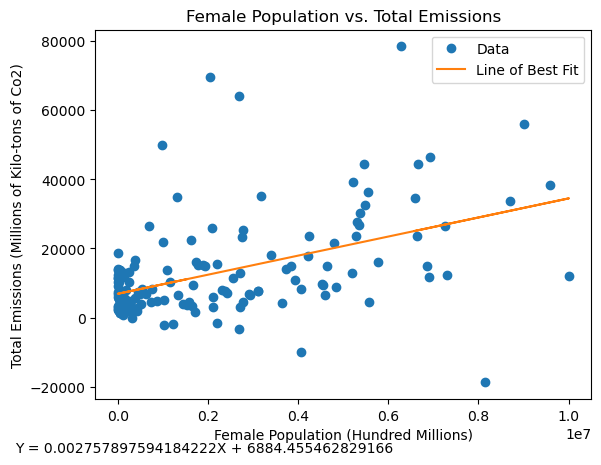 Female Population vs. Total Emissions
Data
Line of Best Fit
Total Emissions (Millions of Kilo-tons of Co2)
80000
60000
40000
20000
0
−20000
0.0
0.2
0.4
0.6
0.8
1.0
1e7
Female Population (Hundred Millions)
Y = 0.002757897594184222X + 6884.455462829166